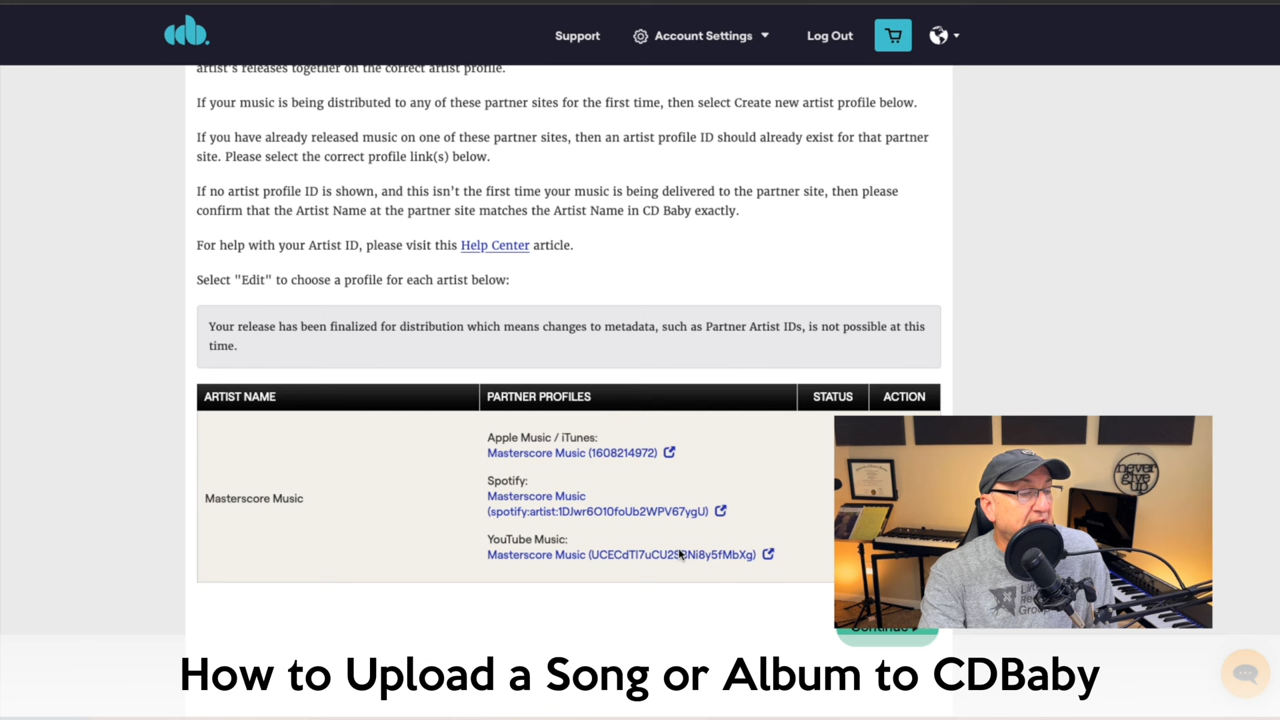 cdb.
Support
Account Settings
Log Out
artist's releases together on the correct artist profile.
If your music is being distributed to any of these partner sites for the first time, then select Create new artist profile below.
If you have already released music on one of these partner sites, then an artist profile ID should already exist for that partner
site. Please select the correct profile link(s) below.
If no artist profile ID is shown, and this isn't the first time your music is being delivered to the partner site, then please
confirm that the Artist Name at the partner site matches the Artist Name in CD Baby exactly.
For help with your Artist ID, please visit this Help Center article.
Select "Edit" to choose a profile for each artist below:
Your release has been finalized for distribution which means changes to metadata, such as Partner Artist IDs, is not possible at this
time.
ARTIST NAME
PARTNER PROFILES
STATUS
ACTION
Apple Music / iTunes:
Masterscore Music (1608214972)
Spotify:
Masterscore Music
(spotify:artist:1DJwr6O10foUb2WPV67ygU)
YouTube Music:
Masterscore Music
Masterscore Music
never
give
up
Continue
How to Upload a Song or Album to CDBaby